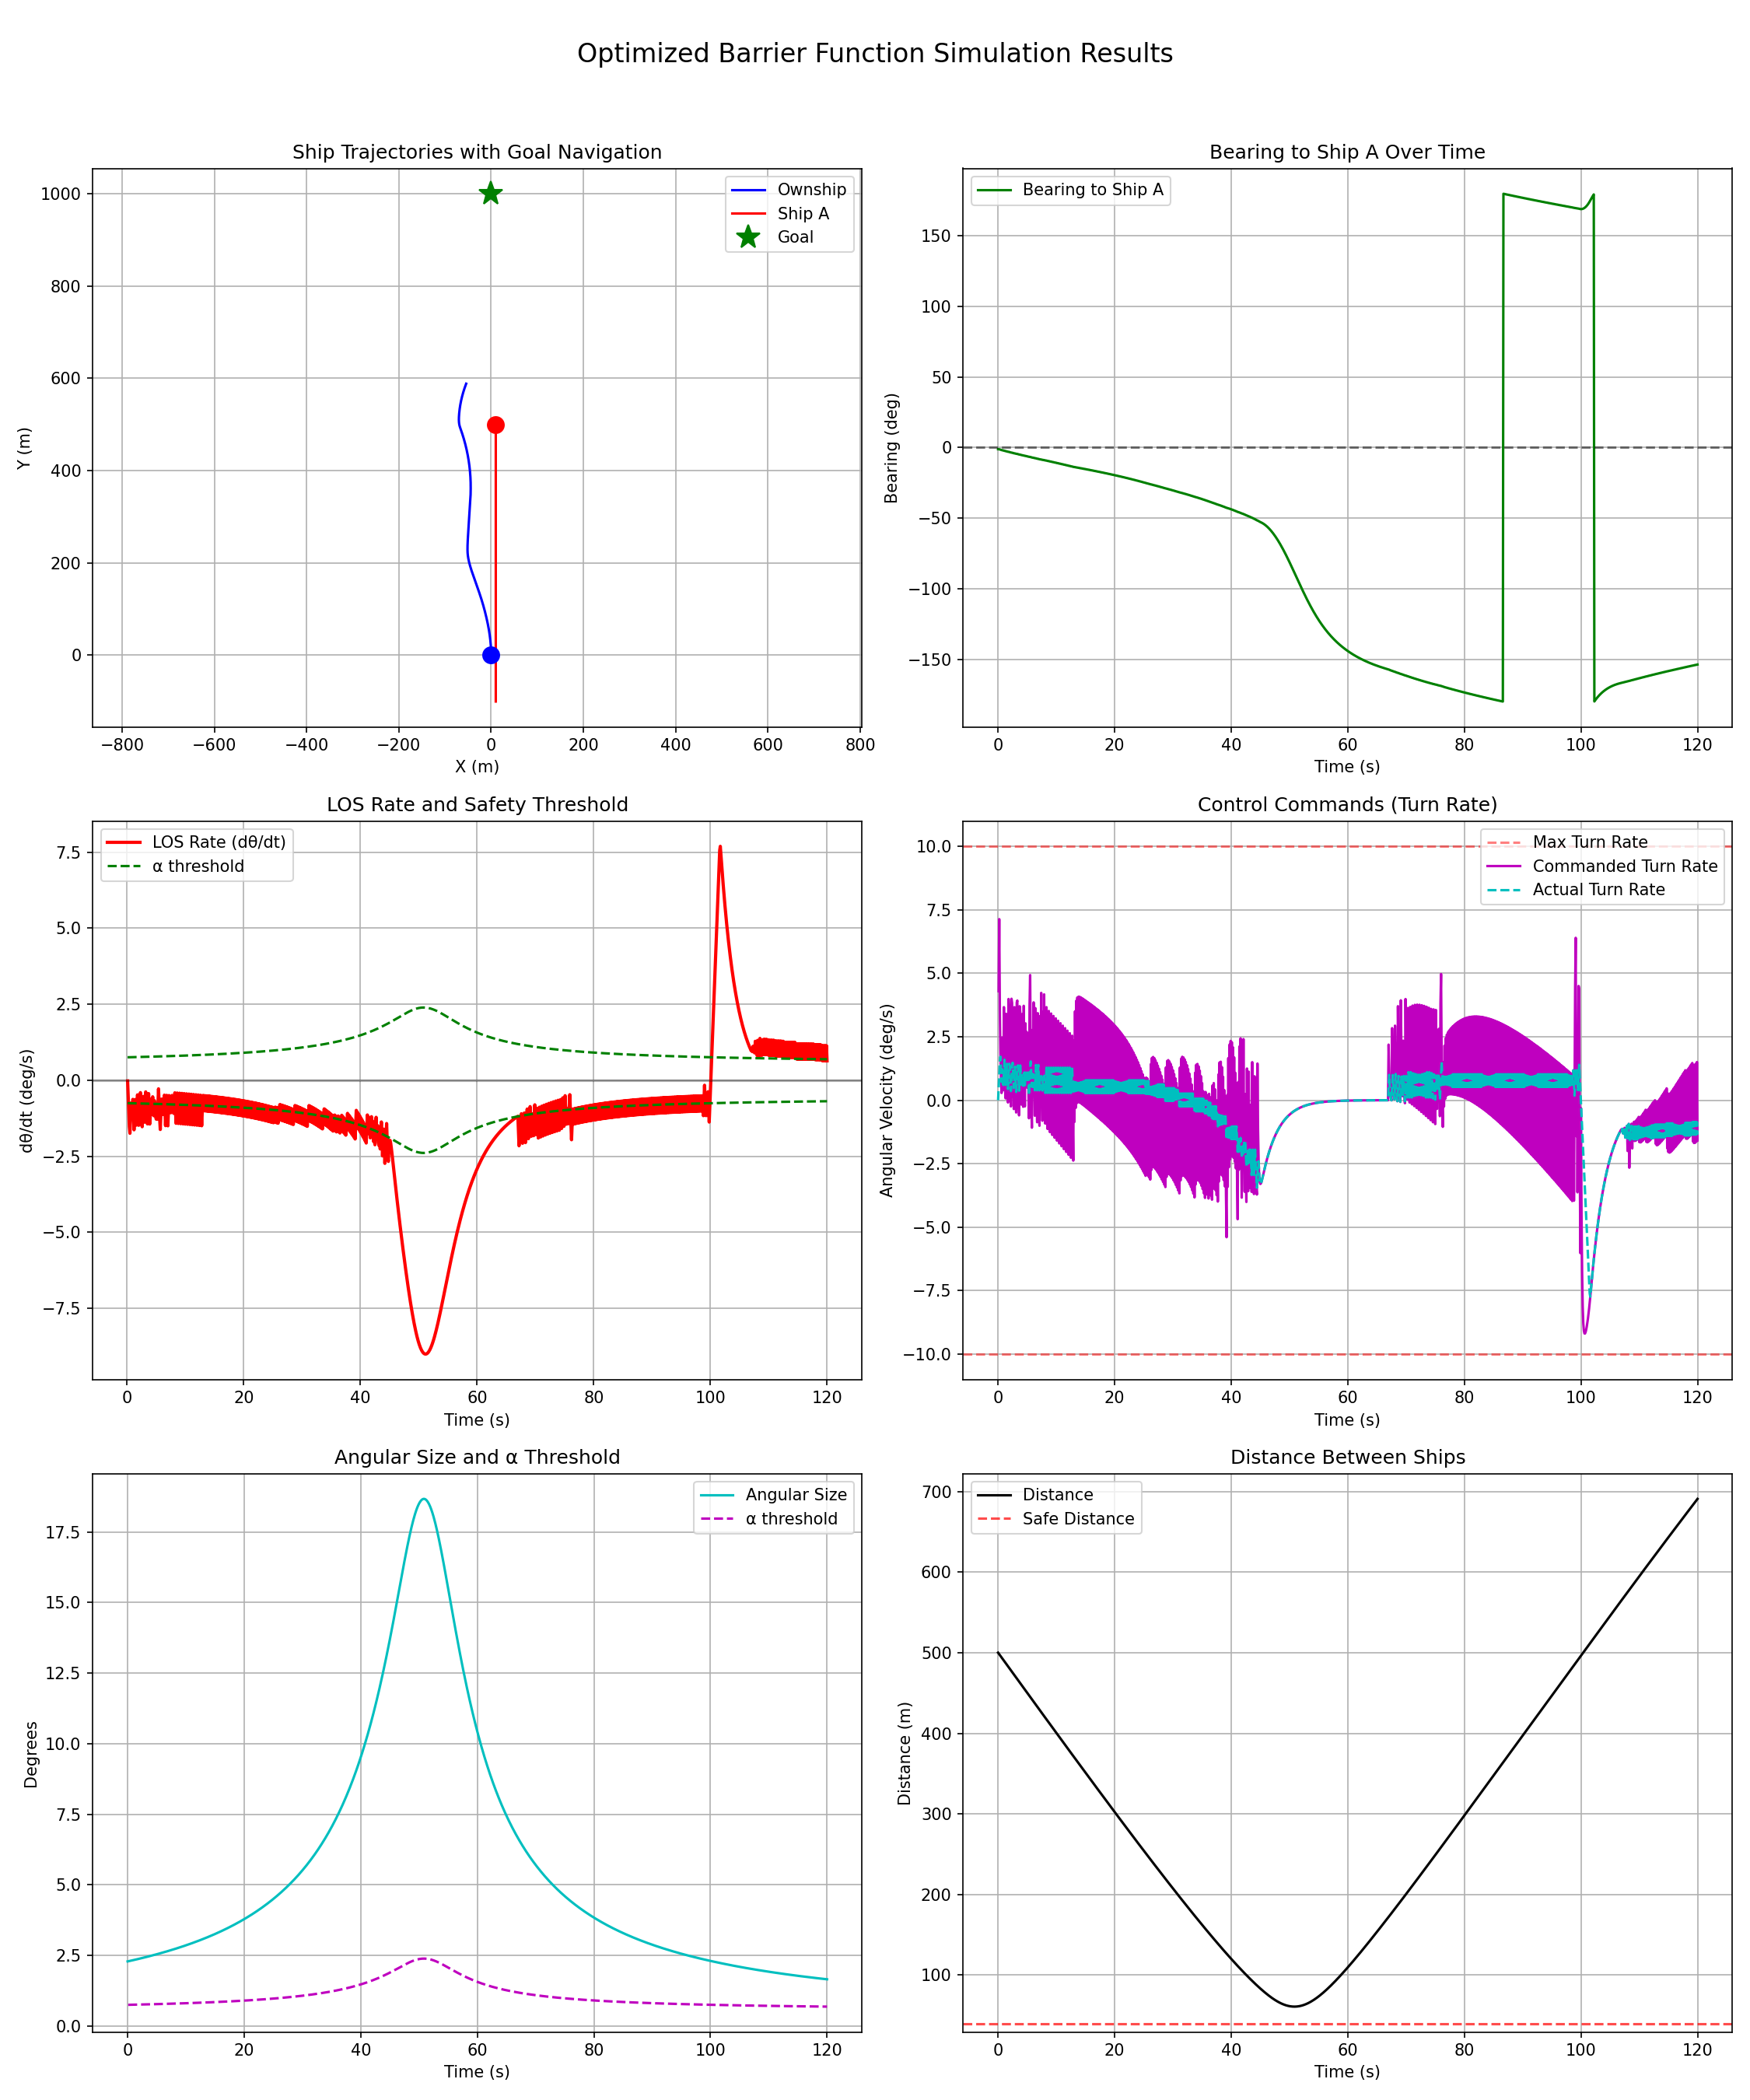 Optimized Barrier Function Simulation Results
Ship Trajectories with Goal Navigation
Ownship
Ship A
Goal
Y (m)
1000
800
600
400
200
0
−800
−600
−400
−200
0
200
400
600
800
X (m)
Bearing to Ship A Over Time
Bearing to Ship A
Bearing (deg)
150
100
50
0
−50
−100
−150
0
20
40
60
80
100
120
Time (s)
LOS Rate and Safety Threshold
LOS Rate (dθ/dt)
α threshold
dθ/dt (deg/s)
7.5
5.0
2.5
0.0
−2.5
−5.0
−7.5
0
20
40
60
80
100
120
Time (s)
Control Commands (Turn Rate)
Max Turn Rate
Commanded Turn Rate
Actual Turn Rate
Angular Velocity (deg/s)
10.0
7.5
5.0
2.5
0.0
−2.5
−5.0
−7.5
−10.0
0
20
40
60
80
100
120
Time (s)
Angular Size and α Threshold
Angular Size
α threshold
Degrees
17.5
15.0
12.5
10.0
7.5
5.0
2.5
0.0
0
20
40
60
80
100
120
Time (s)
Distance Between Ships
Distance
Safe Distance
Distance (m)
700
600
500
400
300
200
100
0
20
40
60
80
100
120
Time (s)